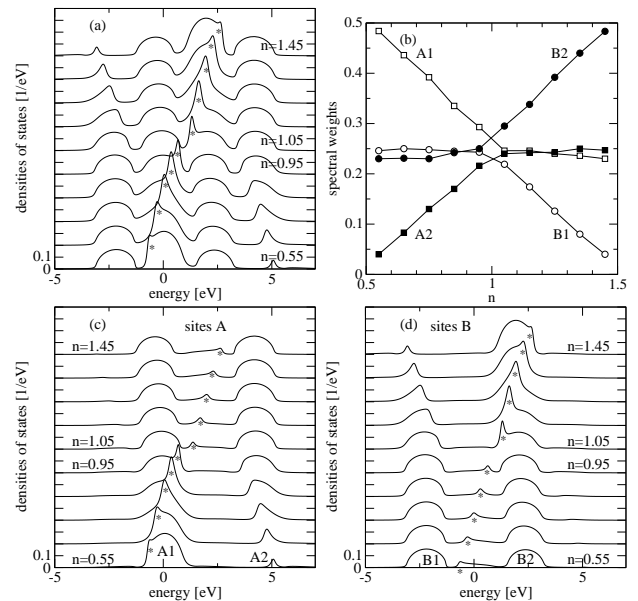 (a)
n=1.45
n=1.05
n=0.95
n=0.55
0.1
0
-5 0 5
energy [eV]
densities of states [1/eV]
(b)
A1
B2
A2
B1
0.5
0.4
0.3
0.2
0.1
0.0
0.5 1 1.5
n
spectral weights
(c)
sites A
n=1.45
n=1.05
n=0.95
n=0.55
A1
A2
0.1
0
-5 0 5
energy [eV]
densities of states [1/eV]
(d)
sites B
n=1.45
n=1.05
n=0.95
n=0.55
B1
B2
0.1
0
-5 0 5
energy [eV]
densities of states [1/eV]